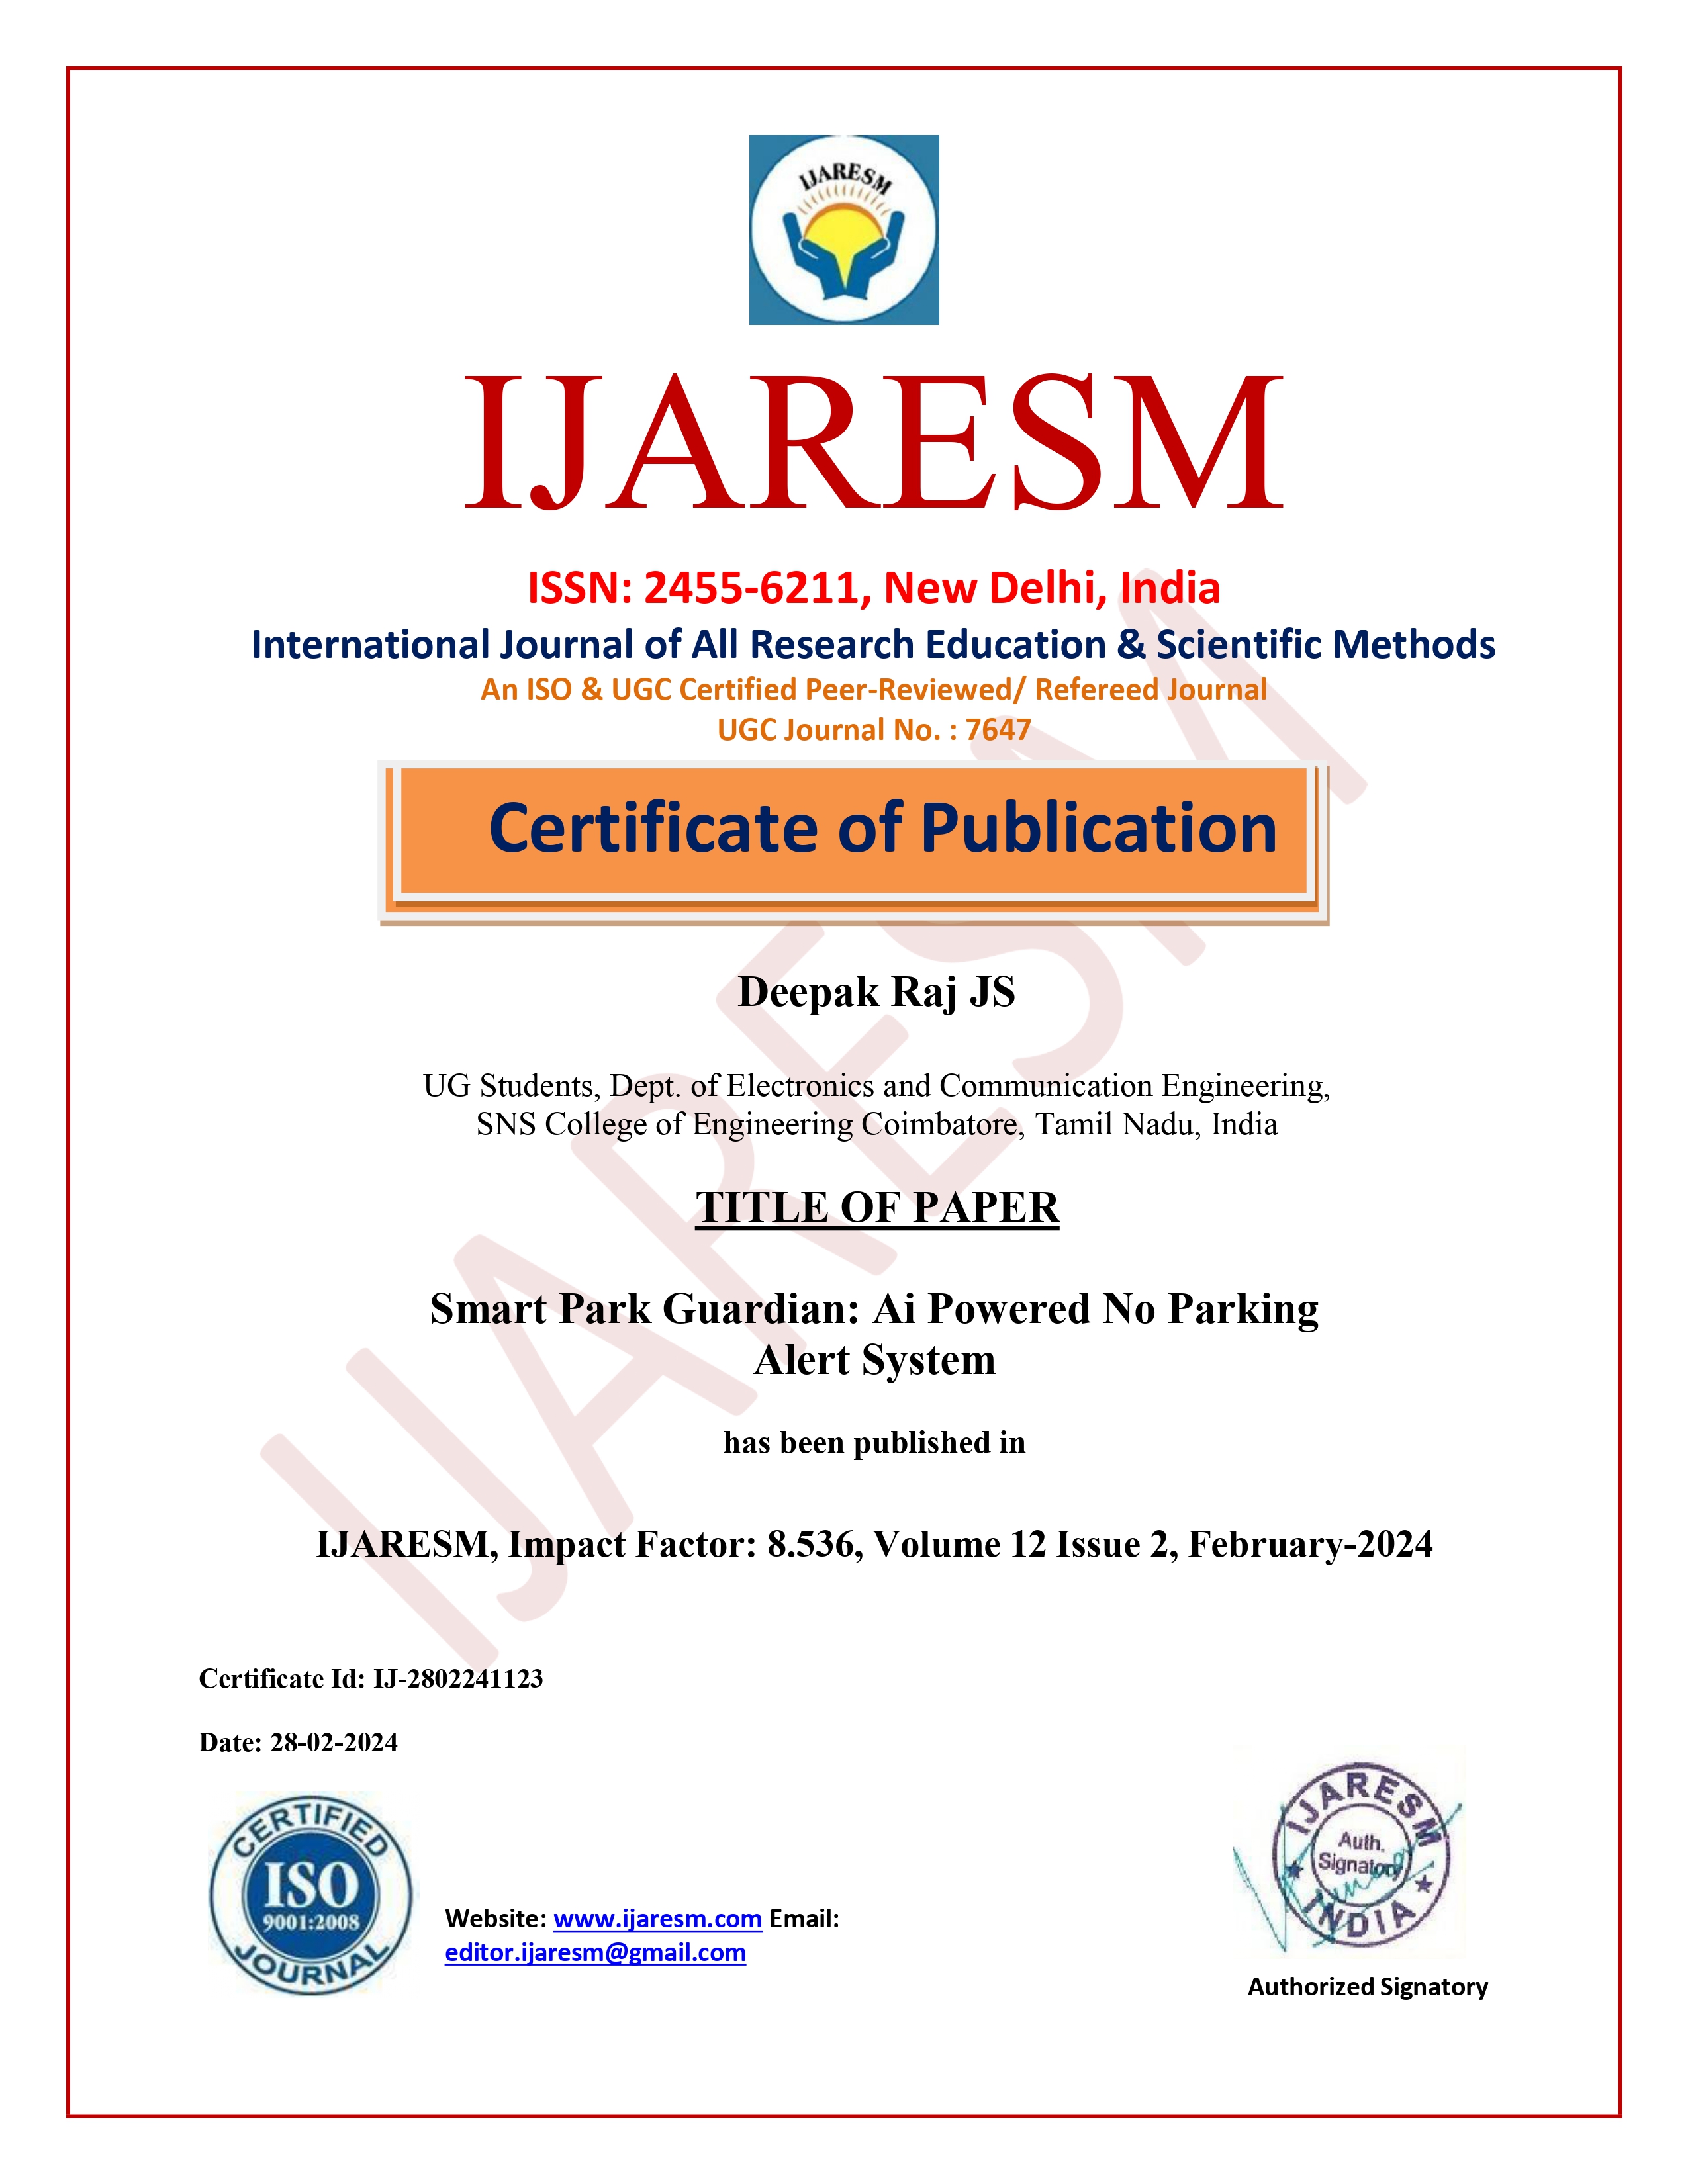 IJARESM
IJARESM
ISSN: 2455-6211, New Delhi, India
International Journal of All Research Education & Scientific Methods
An ISO & UGC Certified Peer-Reviewed/ Refereed Journal
UGC Journal No. : 7647
Certificate of Publication
IJARESM
Deepak Raj JS
UG Students, Dept. of Electronics and Communication Engineering,
SNS College of Engineering Coimbatore, Tamil Nadu, India
TITLE OF PAPER
Smart Park Guardian: Ai Powered No Parking
Alert System
has been published in
IJARESM, Impact Factor: 8.536, Volume 12 Issue 2, February-2024
Certificate Id: IJ-2802241123
Date: 28-02-2024
CERTIFIED
ISO
9001:2008
JOURNAL
Website: www.ijaresm.com Email:
editor.ijaresm@gmail.com
IJARESM
Auth.
Signatory
INDIA
Authorized Signatory